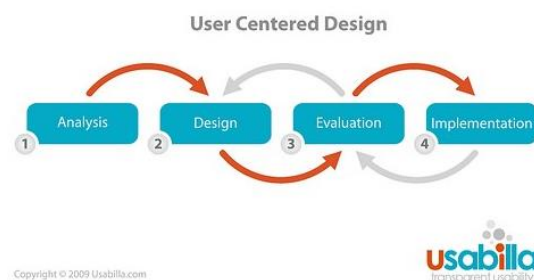 User Centered Design
1 Analysis
2 Design
3 Evaluation
4 Implementation
usabilla
transparent usability
Copyright © 2009 Usabilla.com